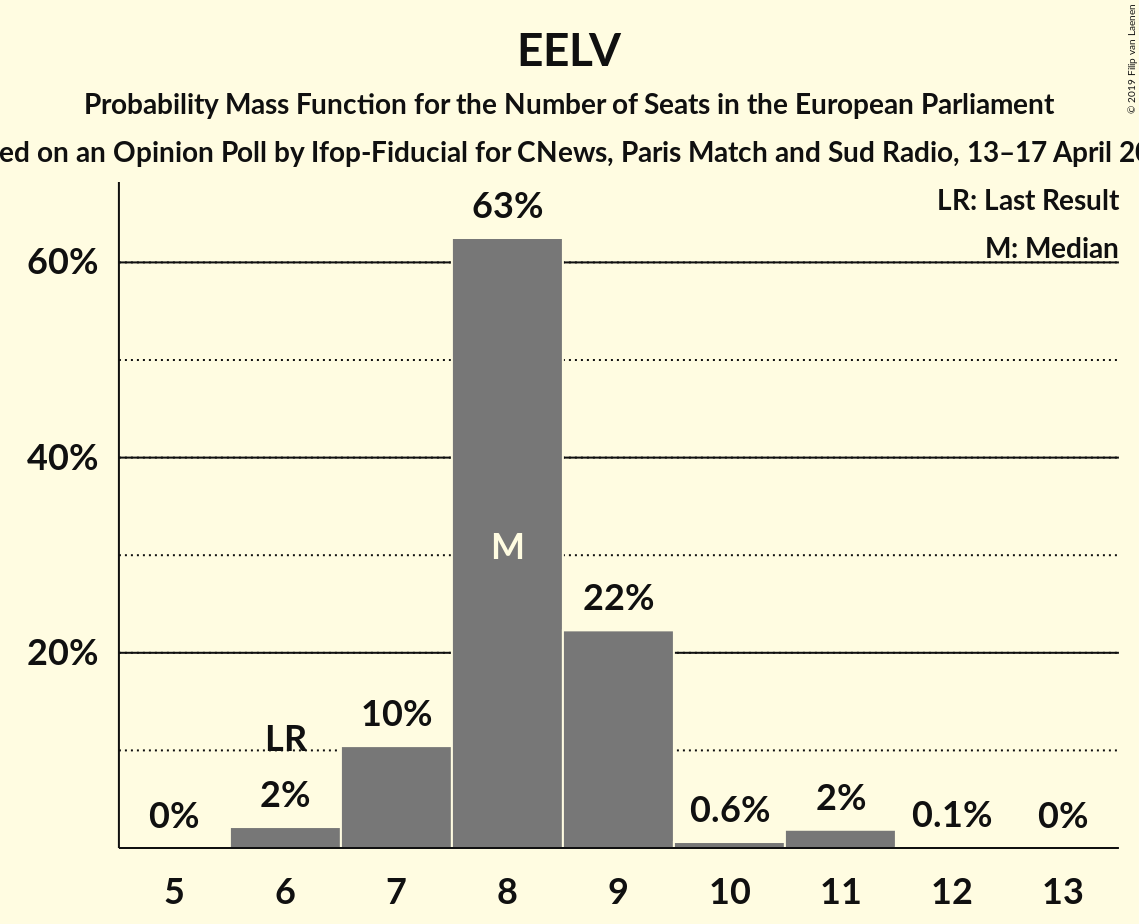 EELV
Probability Mass Function for the Number of Seats in the European Parliament
ed on an Opinion Poll by Ifop-Fiducial for CNews, Paris Match and Sud Radio, 13–17 April 20
© 2019 Filip van Laenen
LR: Last Result
M: Median
63%
60%
40%
M
22%
20%
10%
LR
2%
0%
0.6%
2%
0.1%
0%
5 6 7 8 9 10 11 12 13